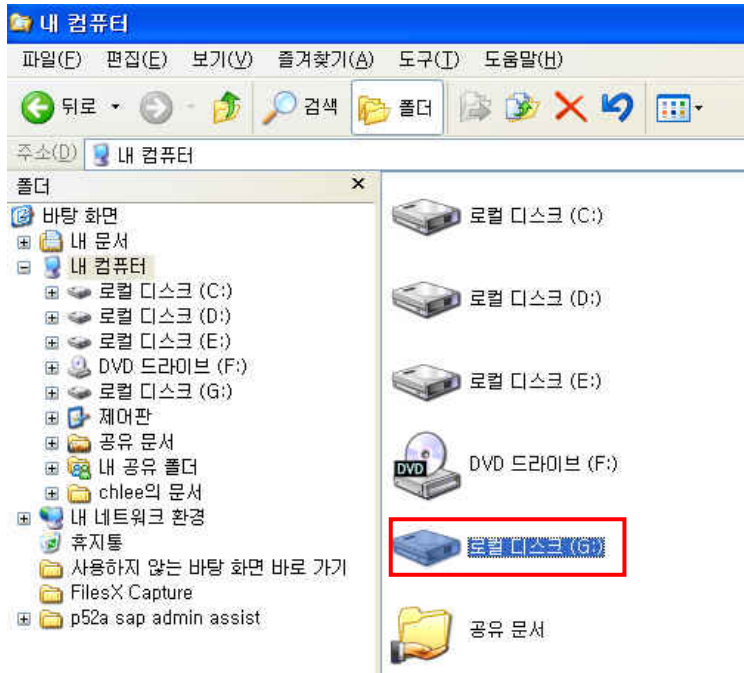 내 컴퓨터
파일(F) 편집(E) 보기(V) 즐겨찾기(A) 도구(T) 도움말(H)
뒤로 검색 폴더
주소(D) 내 컴퓨터
폴더
바탕 화면
내 문서
내 컴퓨터
로컬 디스크 (C:)
로컬 디스크 (D:)
로컬 디스크 (E:)
DVD 드라이브 (F:)
로컬 디스크 (G:)
제어판
공유 문서
내 공유 폴더
chlee의 문서
내 네트워크 환경
휴지통
사용하지 않는 바탕 화면 바로 가기
FilesX Capture
p52a sap admin assist
로컬 디스크 (C:)
로컬 디스크 (D:)
로컬 디스크 (E:)
DVD
DVD 드라이브 (F:)
로컬 디스크 (G:)
공유 문서